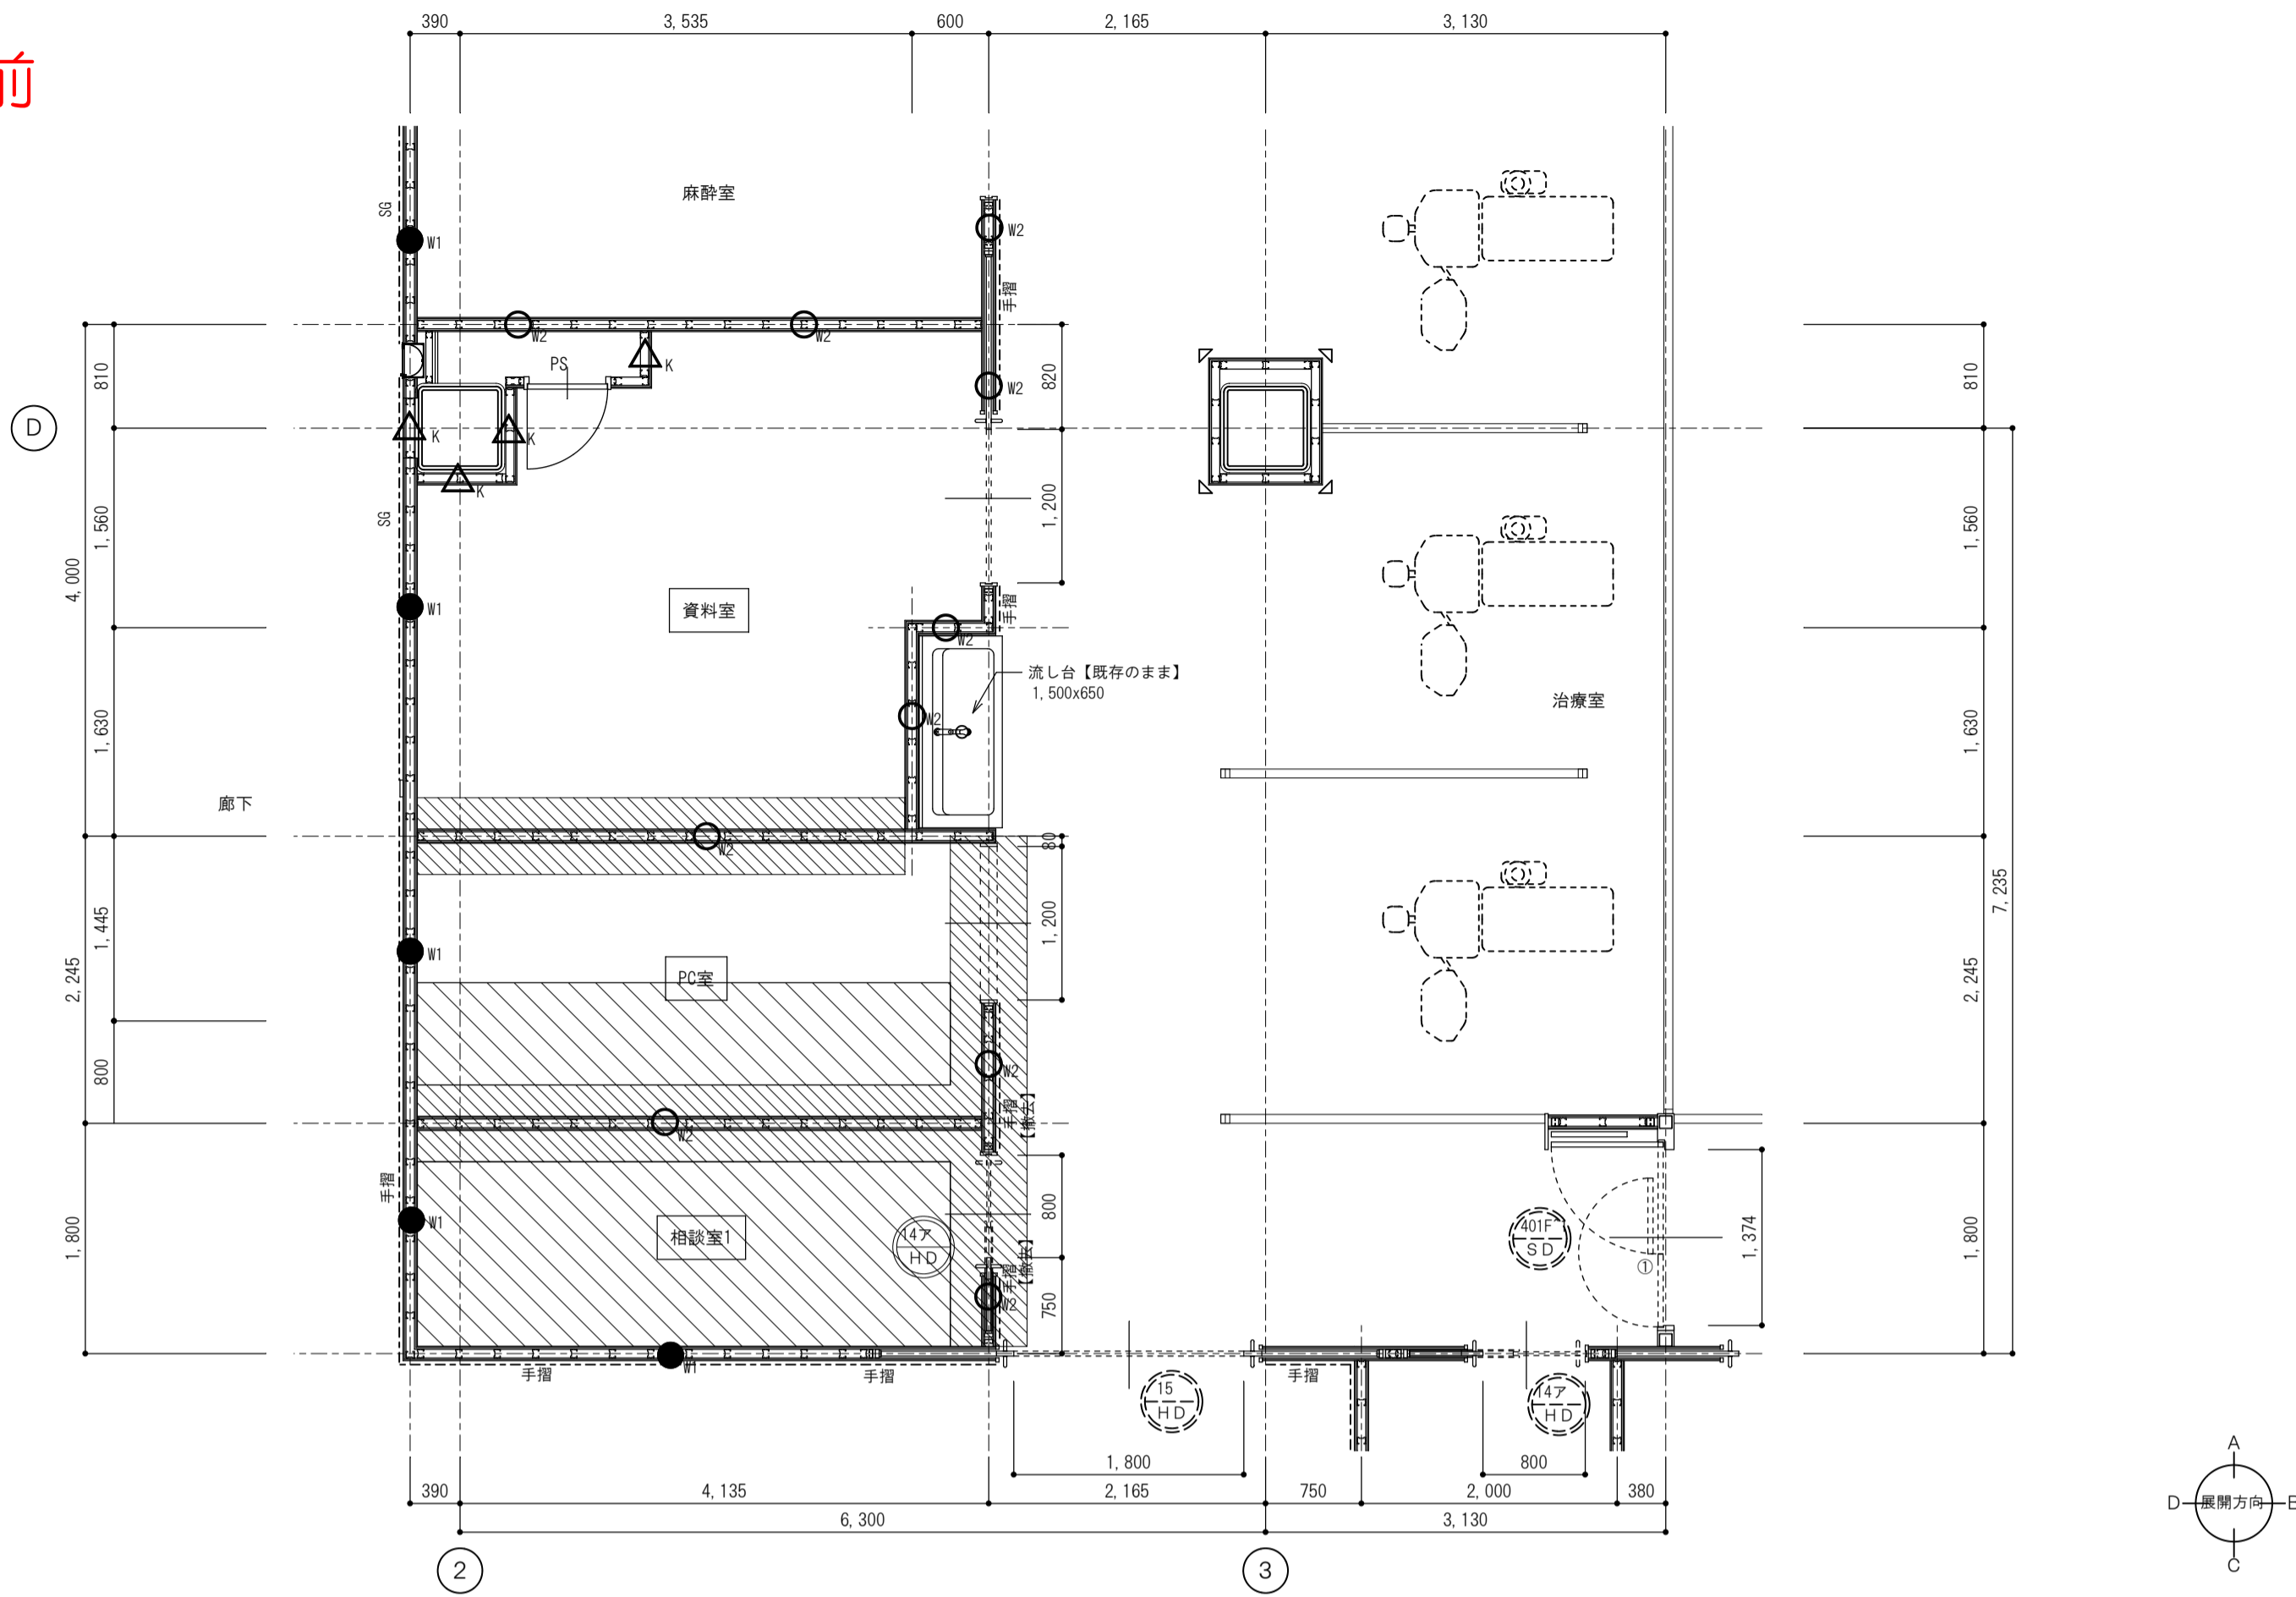 前
390
3,535
600
2,165
3,130
麻酔室
SG
W1
W2
手摺
W2
W2
PS
K
W2
810
820
810
D
K
K
K
SG
1,560
1,200
1,560
4,000
W1
資料室
手摺
W2
流し台【既存のまま】
1,500x650
治療室
W2
1,630
1,630
廊下
W2
80
7,235
1,445
1,200
2,245
W1
PC室
2,245
800
W2
手摺
【撤去】
W2
手摺
W1
相談室1
14ア
HD
800
401F
SD
①
1,374
1,800
1,800
手摺
【撤去】
W2
750
W1
手摺
手摺
手摺
15
HD
14ア
HD
1,800
800
390
4,135
2,165
750
2,000
380
6,300
3,130
2
3
A
D
展開方向
B
C